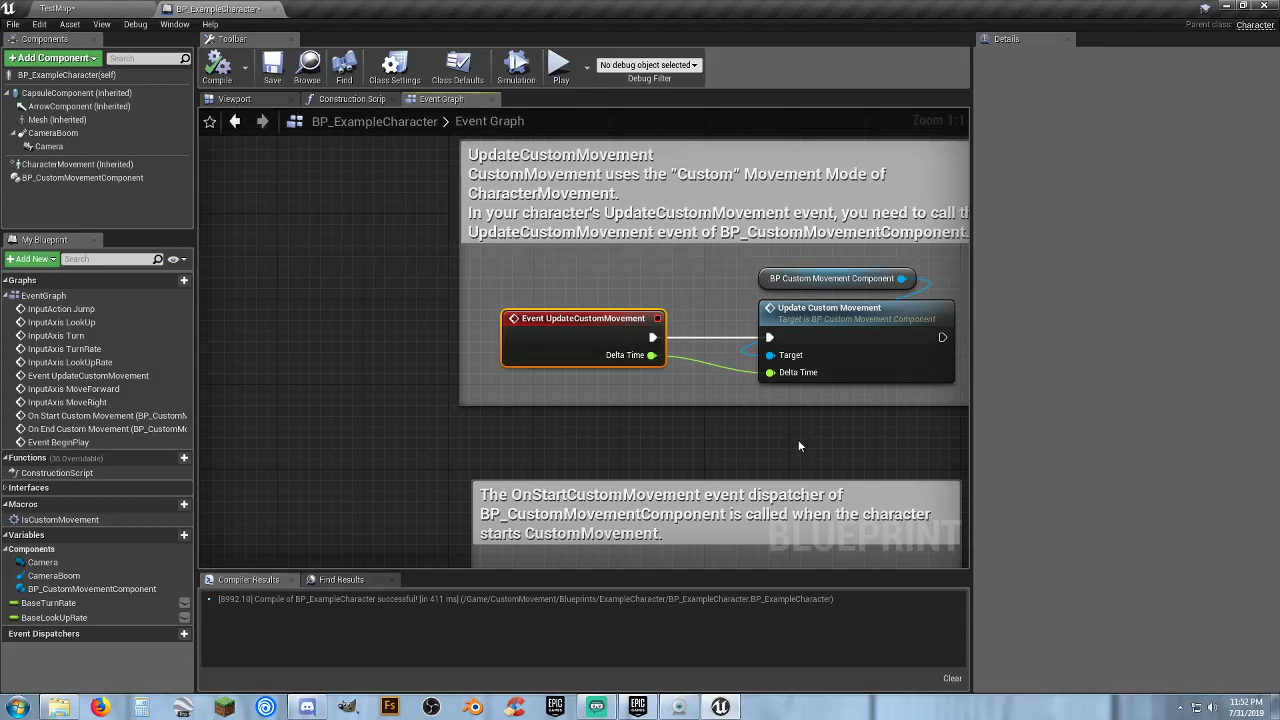 TestMap*
BP_ExampleCharacter*
File Edit Asset View Debug Window Help
Parent class: Character
Components
Toolbar
Details
+Add Component
Search
BP_ExampleCharacter(self)
CapsuleComponent (Inherited)
ArrowComponent (Inherited)
Mesh (Inherited)
CameraBoom
Camera
CharacterMovement (Inherited)
BP_CustomMovementComponent
Compile
Save
Browse
Find
Class Settings
Class Defaults
Simulation
Play
No debug object selected
Debug Filter
Viewport
Construction Scrip
Event Graph
BP_ExampleCharacter > Event Graph
Zoom 1:1
UpdateCustomMovement
CustomMovement uses the "Custom" Movement Mode of
CharacterMovement.
In your character's UpdateCustomMovement event, you need to call th
UpdateCustomMovement event of BP_CustomMovementComponent.
BP Custom Movement Component
Event UpdateCustomMovement
Delta Time
Update Custom Movement
Target is BP Custom Movement Component
Target
Delta Time
The OnStartCustomMovement event dispatcher of
BP_CustomMovementComponent is called when the character
starts CustomMovement.
BLUEPRINT
My Blueprint
+Add New
Search
Graphs
EventGraph
InputAction Jump
InputAxis LookUp
InputAxis Turn
InputAxis TurnRate
InputAxis LookUpRate
Event UpdateCustomMovement
InputAxis MoveForward
InputAxis MoveRight
On Start Custom Movement (BP_CustomM
On End Custom Movement (BP_CustomMo
Event BeginPlay
Functions (30 Overridable)
ConstructionScript
Interfaces
Macros
IsCustomMovement
Variables
Components
Camera
CameraBoom
BP_CustomMovementComponent
BaseTurnRate
BaseLookUpRate
Event Dispatchers
Compiler Results
Find Results
[8992.10] Compile of BP_ExampleCharacter successful! [in 411 ms] (/Game/CustomMovement/Blueprints/ExampleCharacter/BP_ExampleCharacter.BP_ExampleCharacter)
Clear
Fs
EPIC GAMES
EPIC GAMES
11:52 PM
7/31/2019